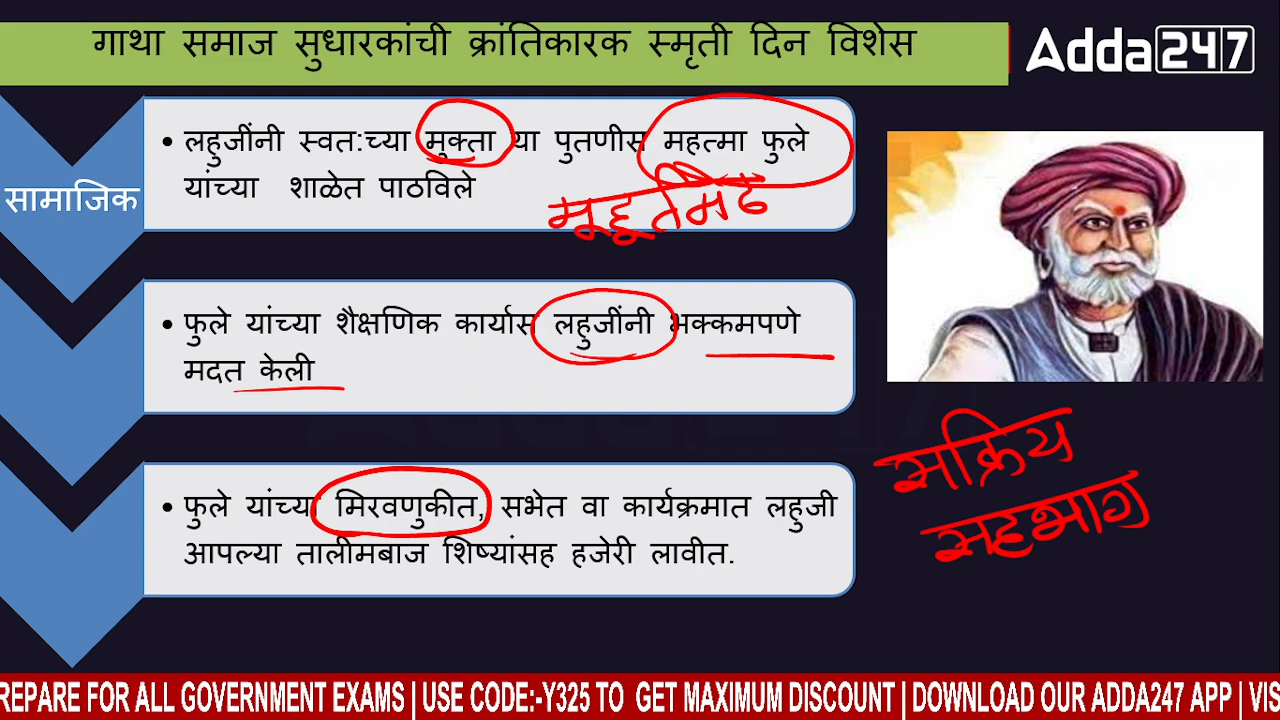 गाथा समाज सुधारकांची क्रांतिकारक स्मृती दिन विशेस
Adda247
सामाजिक
• लहुजींनी स्वत:च्या मुक्ता या पुतणीस महत्मा फुले
यांच्या शाळेत पाठविले
• फुले यांच्या शैक्षणिक कार्यास लहुजींनी भक्कमपणे
मदत केली
• फुले यांच्या मिरवणुकीत, सभेत वा कार्यक्रमात लहुजी
आपल्या तालीमबाज शिष्यांसह हजेरी लावीत.
सक्रिय
सहभाग
REPARE FOR ALL GOVERNMENT EXAMS | USE CODE:-Y325 TO GET MAXIMUM DISCOUNT | DOWNLOAD OUR ADDA247 APP | VIS